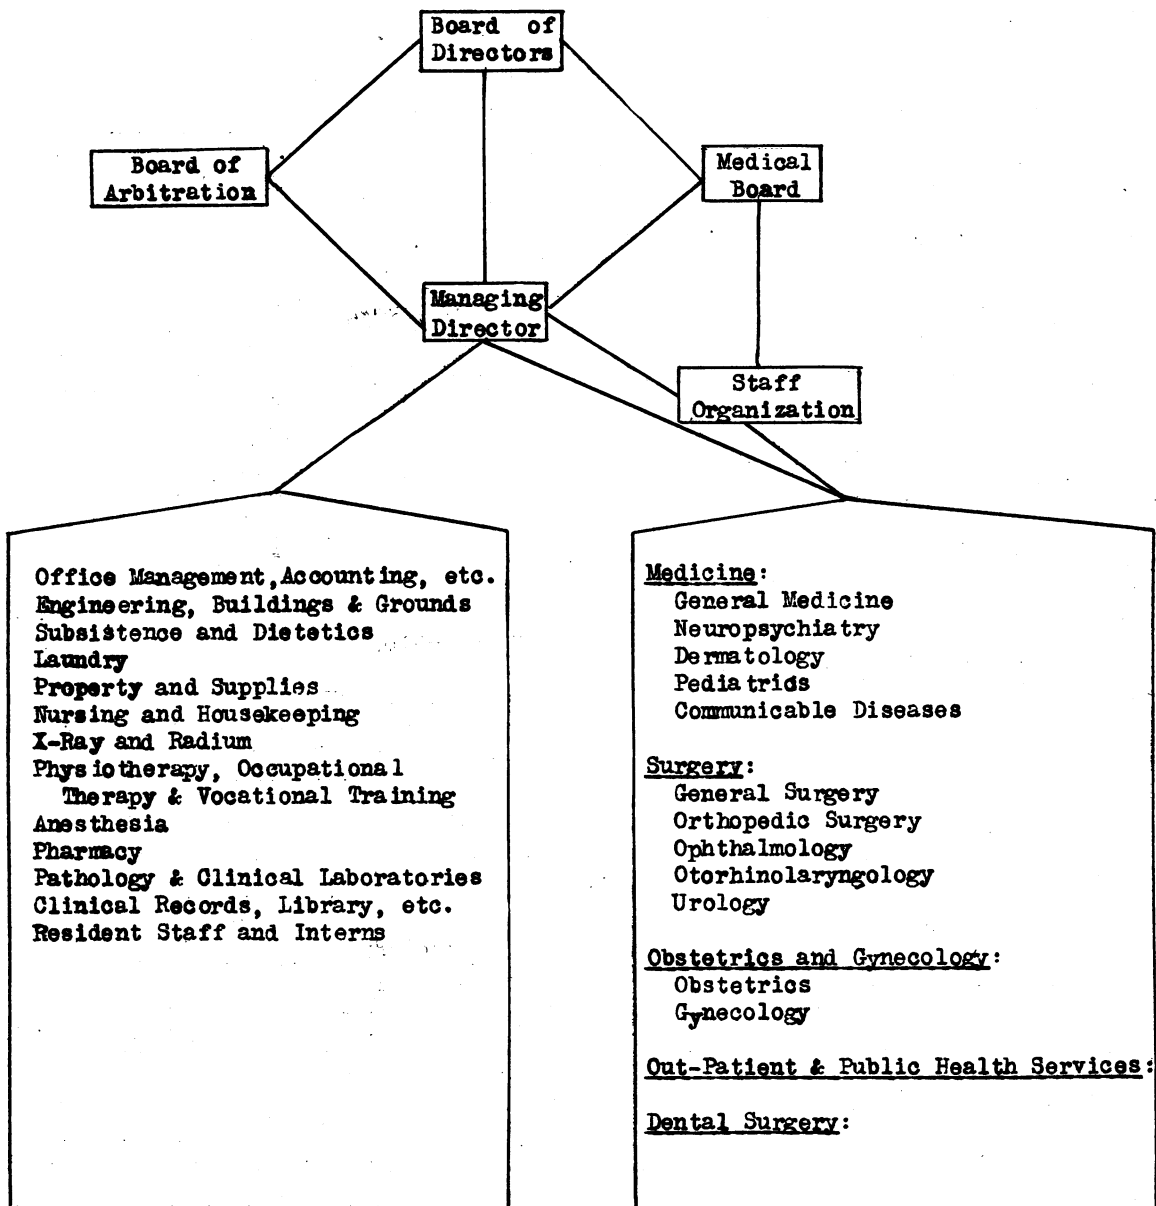 Board of
Directors
Board of
Arbitration
Medical
Board
Managing
Director
Staff
Organization
Office Management, Accounting, etc.
Engineering, Buildings & Grounds
Subsistence and Dietetics
Laundry
Property and Supplies
Nursing and Housekeeping
X-Ray and Radium
Physiotherapy, Occupational
Therapy & Vocational Training
Anesthesia
Pharmacy
Pathology & Clinical Laboratories
Clinical Records, Library, etc.
Resident Staff and Interns
Medicine:
General Medicine
Neuropsychiatry
Dermatology
Pediatrics
Communicable Diseases
Surgery:
General Surgery
Orthopedic Surgery
Ophthalmology
Otorhinolaryngology
Urology
Obstetrics and Gynecology:
Obstetrics
Gynecology
Out-Patient & Public Health Services:
Dental Surgery: